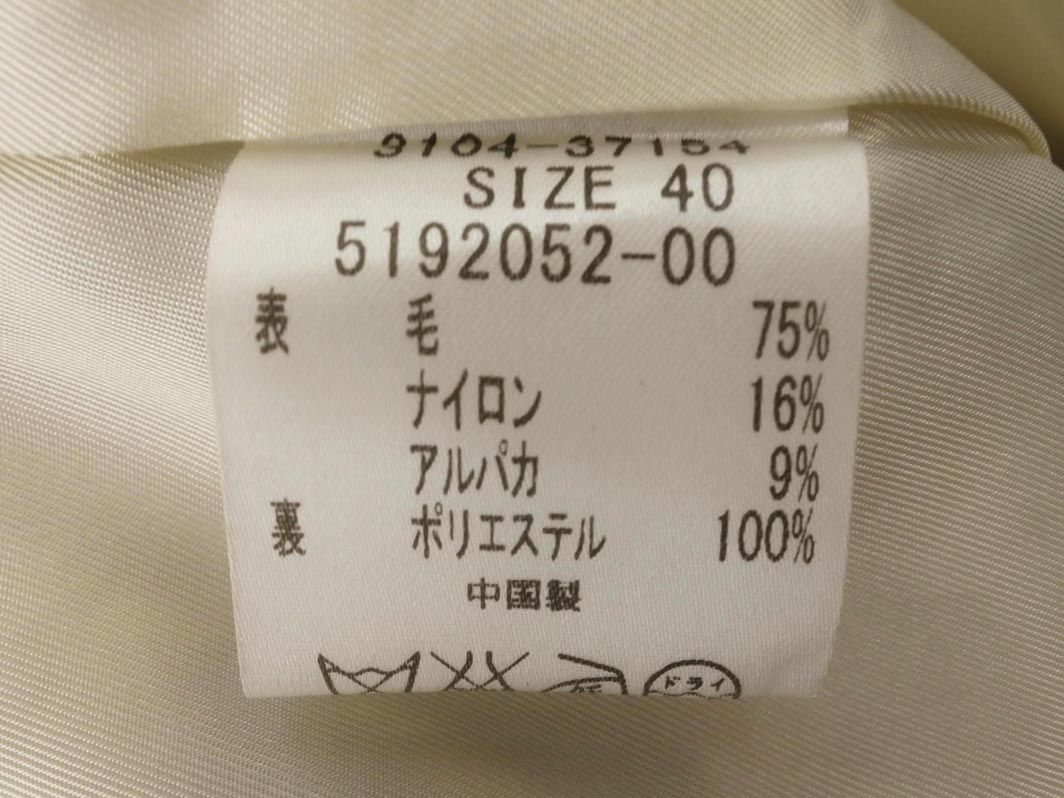 9104-37154
SIZE 40
5192052-00
表 毛 75%
ナイロン 16%
アルパカ 9%
裏 ポリエステル 100%
中国製
ドライ